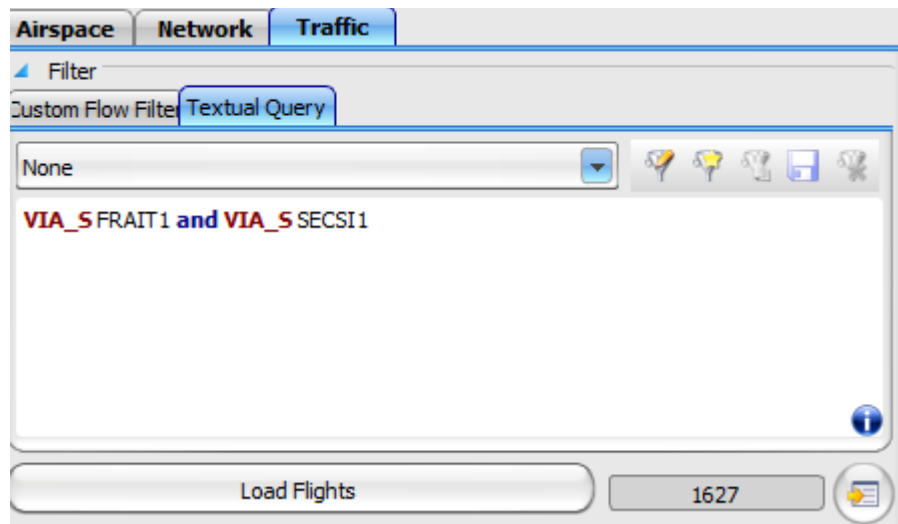 Airspace Network Traffic
Filter
Custom Flow Filter Textual Query
None
VIA_S FRAIT1 and VIA_S SECSI1
Load Flights 1627